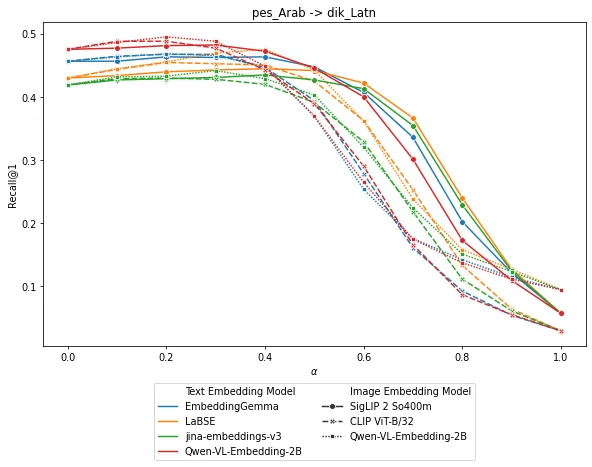 pes_Arab -> dik_Latn
0.5
0.4
0.3
0.2
0.1
Recall@1
0.0 0.2 0.4 0.6 0.8 1.0
α
Text Embedding Model Image Embedding Model
EmbeddingGemma SigLIP 2 So400m
LaBSE CLIP ViT-B/32
jina-embeddings-v3 Qwen-VL-Embedding-2B
Qwen-VL-Embedding-2B